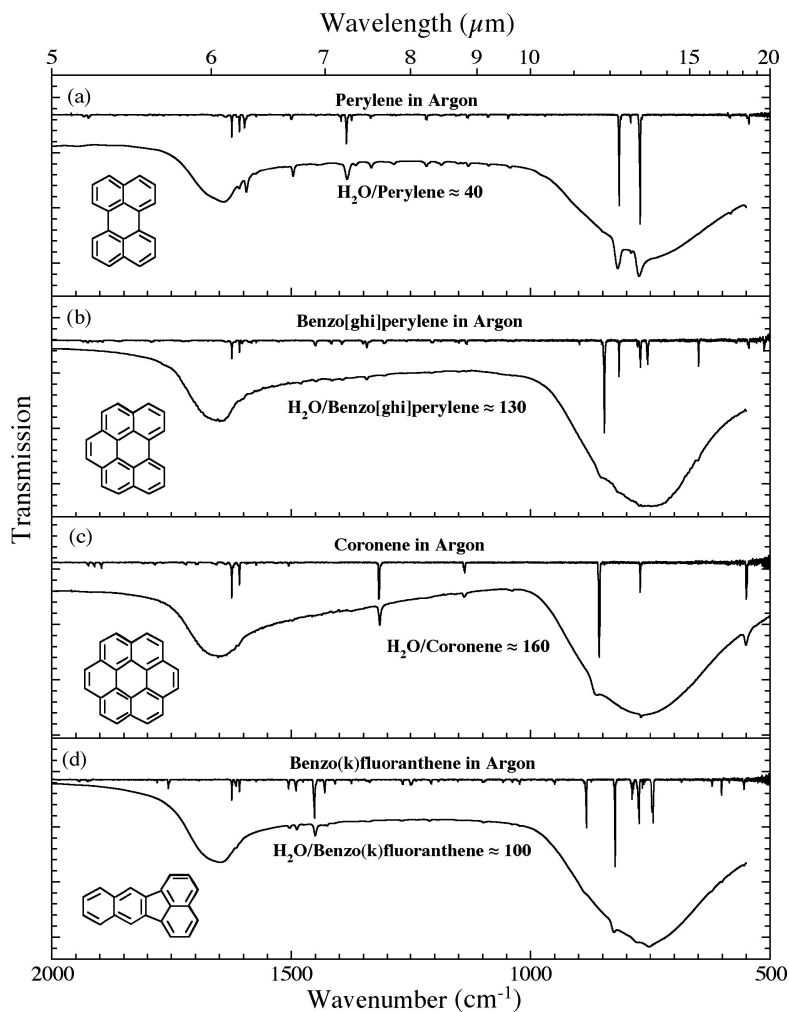 Wavelength (µm)
5 6 7 8 9 10 15 20
(a)
Perylene in Argon
H₂O/Perylene ≈ 40
(b)
Benzo[ghi]perylene in Argon
H₂O/Benzo[ghi]perylene ≈ 130
Transmission
(c)
Coronene in Argon
H₂O/Coronene ≈ 160
(d)
Benzo(k)fluoranthene in Argon
H₂O/Benzo(k)fluoranthene ≈ 100
2000 1500 1000 500
Wavenumber (cm⁻¹)